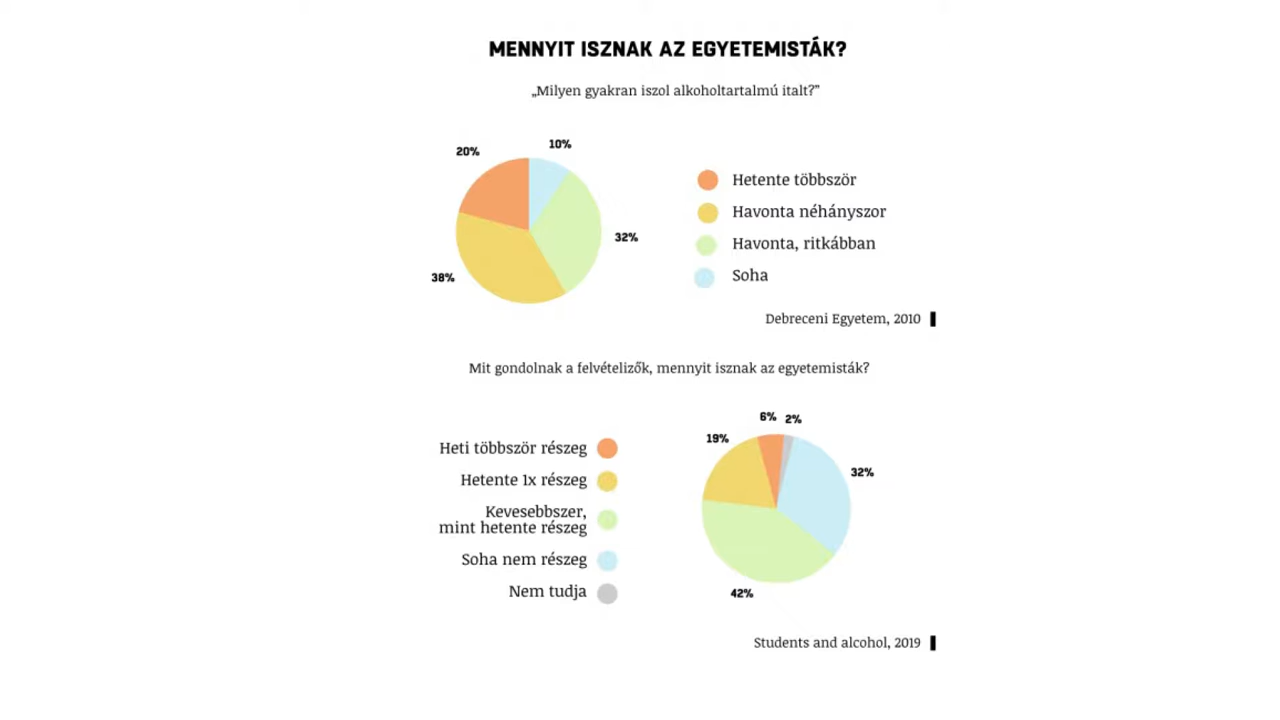 MENNYIT ISZNAK AZ EGYETEMISTÁK?
„Milyen gyakran iszol alkoholtartalmú italt?”
10%
20%
32%
38%
Hetente többször
Havonta néhányszor
Havonta, ritkábban
Soha
Debreceni Egyetem, 2010
Mit gondolnak a felvételizők, mennyit isznak az egyetemisták?
Heti többször részeg
Hetente 1x részeg
Kevesebbszer,
mint hetente részeg
Soha nem részeg
Nem tudja
6%
2%
19%
32%
42%
Students and alcohol, 2019